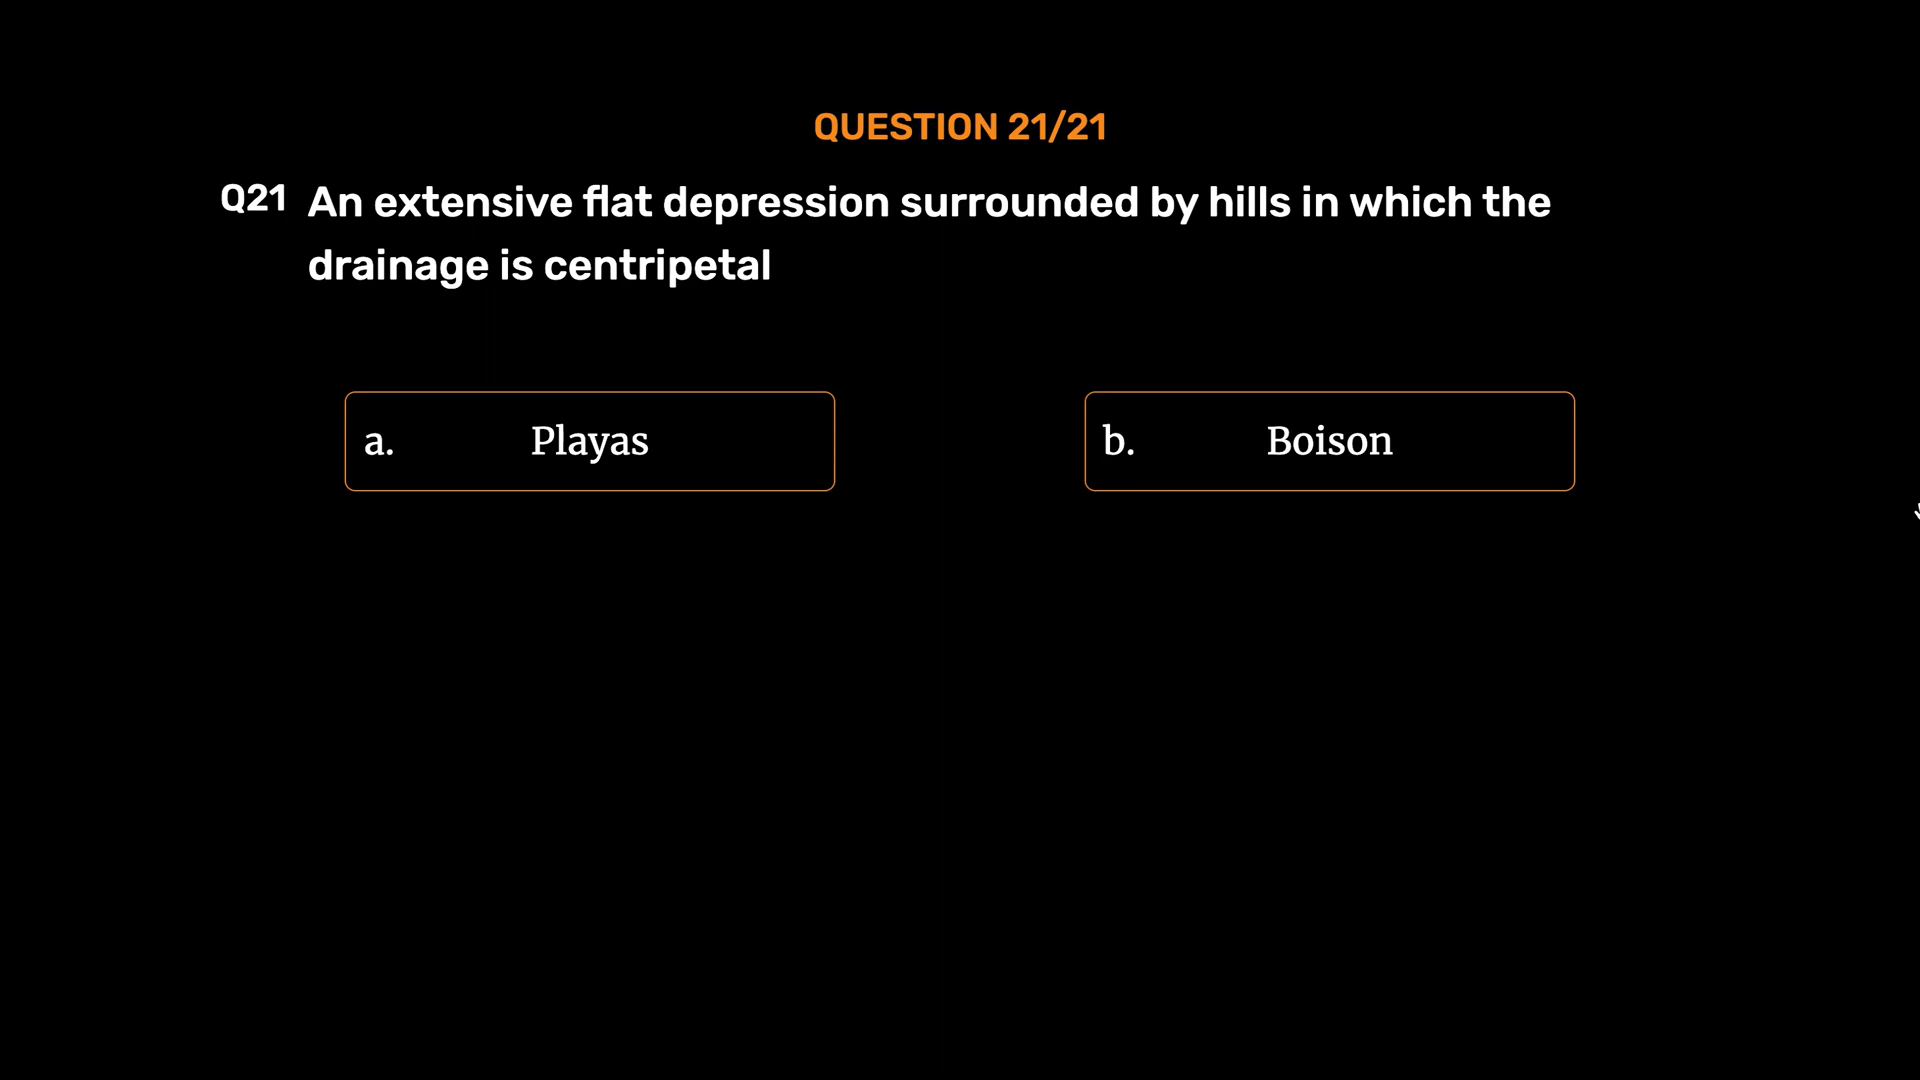 QUESTION 21/21
Q21 An extensive flat depression surrounded by hills in which the
drainage is centripetal
a. Playas
b. Boison